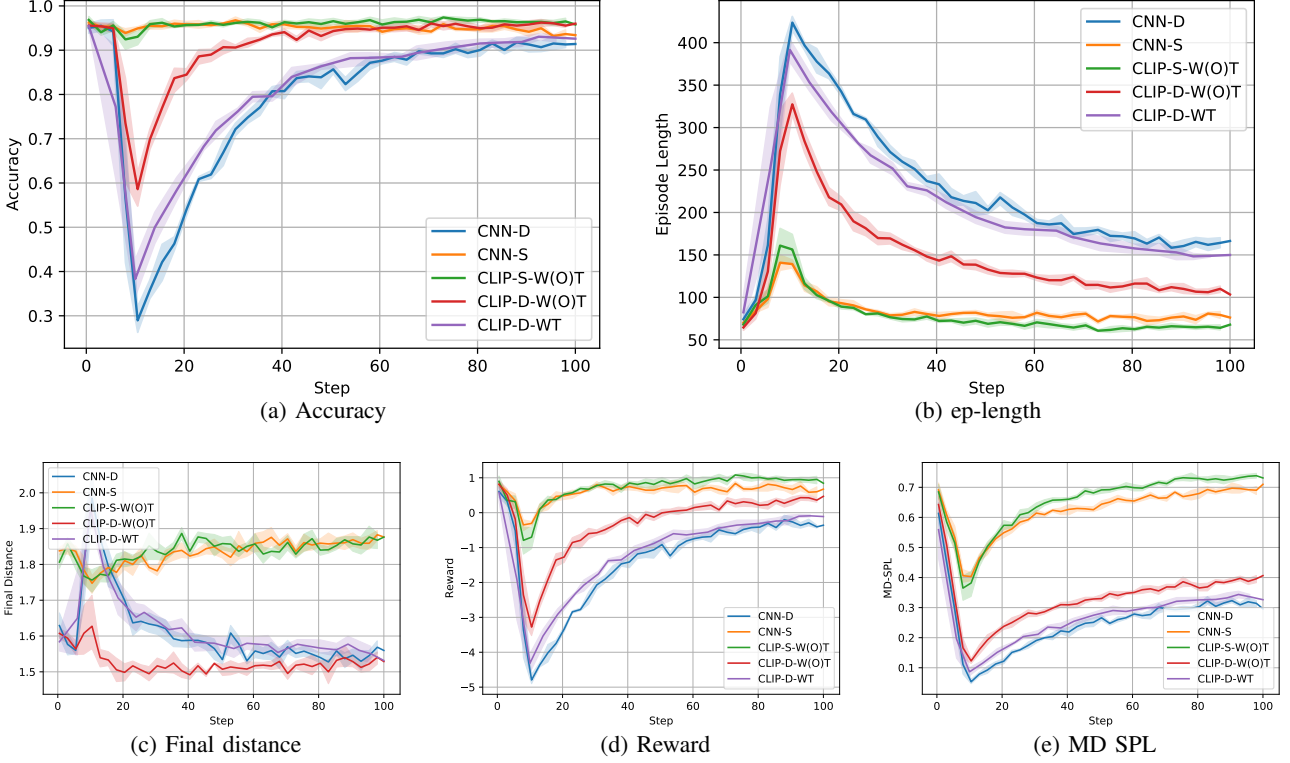 1.0
0.9
0.8
0.7
0.6
0.5
0.4
0.3
Accuracy
0 20 40 60 80 100
Step
CNN-D
CNN-S
CLIP-S-W(O)T
CLIP-D-W(O)T
CLIP-D-WT
(a) Accuracy
400
350
300
250
200
150
100
50
Episode Length
0 20 40 60 80 100
Step
CNN-D
CNN-S
CLIP-S-W(O)T
CLIP-D-W(O)T
CLIP-D-WT
(b) ep-length
2.0
1.9
1.8
1.7
1.6
1.5
Final Distance
0 20 40 60 80 100
Step
CNN-D
CNN-S
CLIP-S-W(O)T
CLIP-D-W(O)T
CLIP-D-WT
(c) Final distance
1
0
−1
−2
−3
−4
−5
Reward
0 20 40 60 80 100
Step
CNN-D
CNN-S
CLIP-S-W(O)T
CLIP-D-W(O)T
CLIP-D-WT
(d) Reward
0.7
0.6
0.5
0.4
0.3
0.2
0.1
MD-SPL
0 20 40 60 80 100
Step
CNN-D
CNN-S
CLIP-S-W(O)T
CLIP-D-W(O)T
CLIP-D-WT
(e) MD SPL